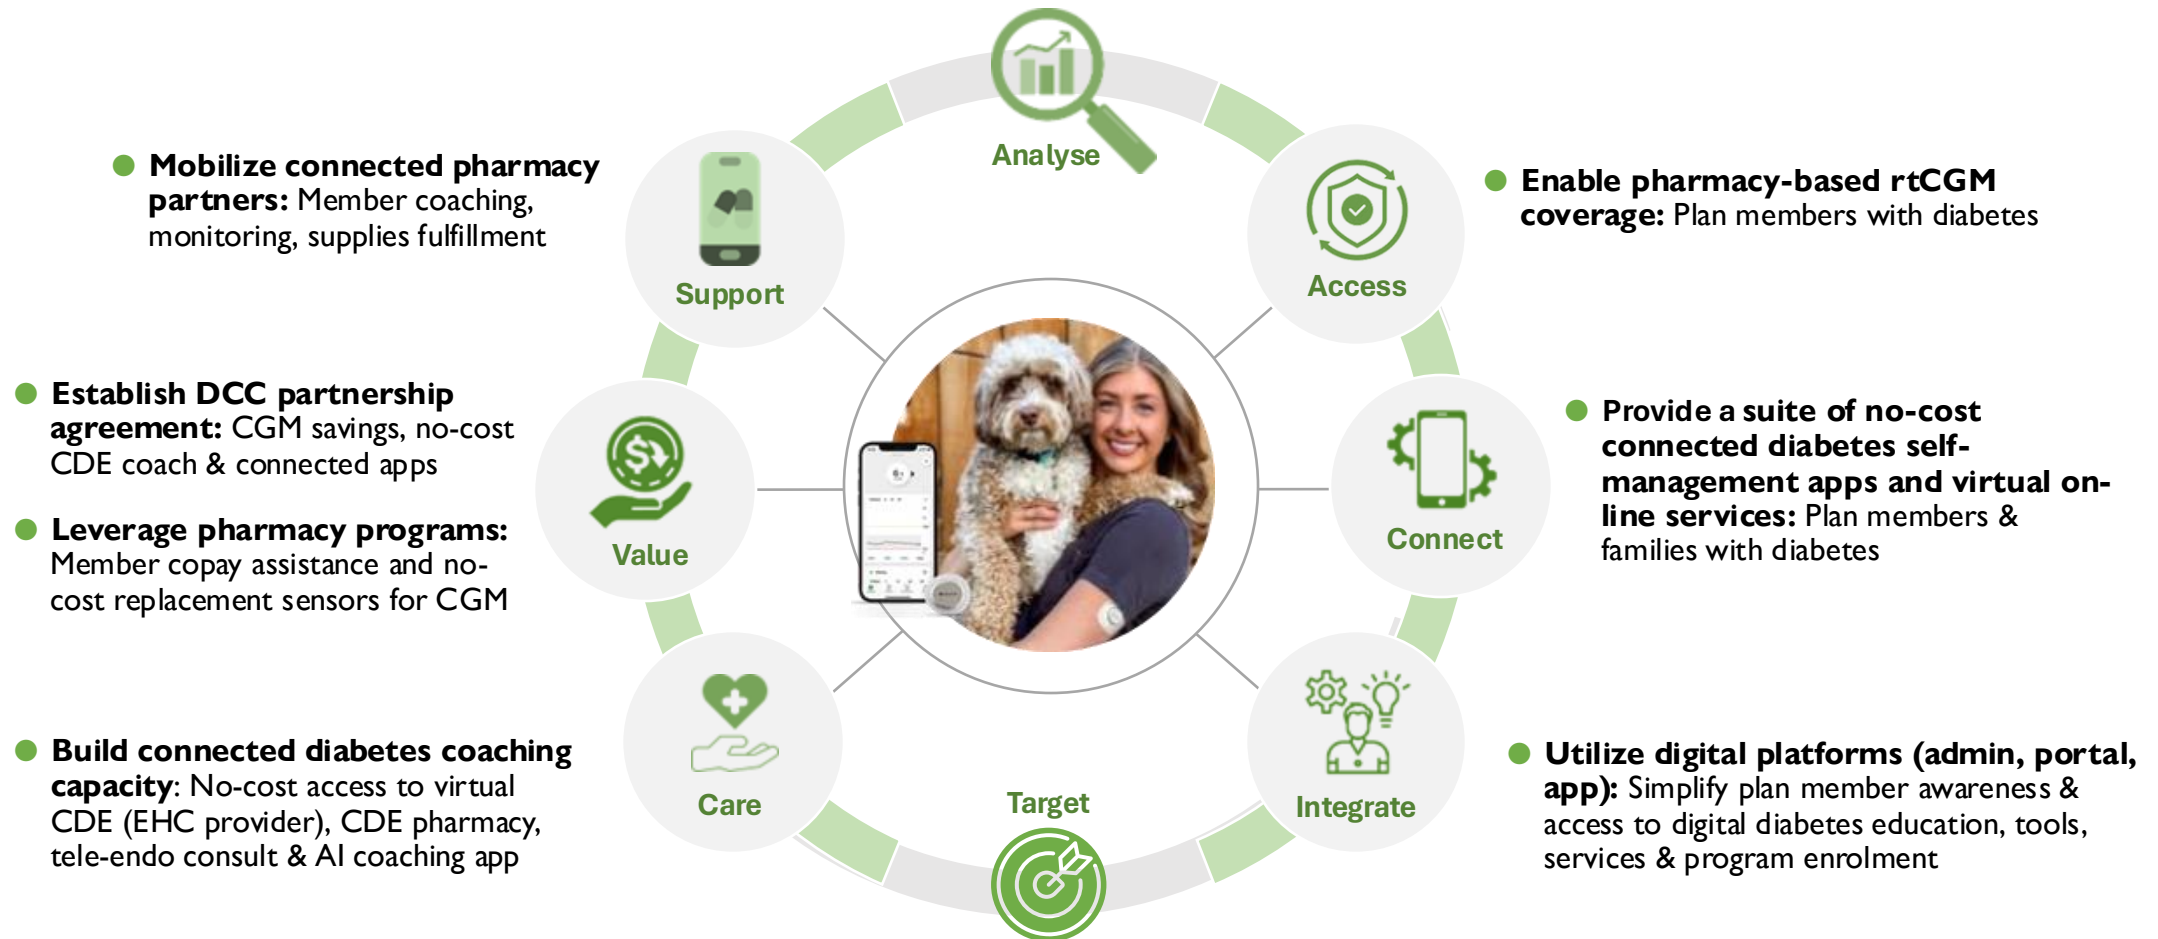 Analyse
Mobilize connected pharmacy
partners: Member coaching,
monitoring, supplies fulfillment
Support
Enable pharmacy-based rtCGM
coverage: Plan members with diabetes
Access
Establish DCC partnership
agreement: CGM savings, no-cost
CDE coach & connected apps
Leverage pharmacy programs:
Member copay assistance and no-
cost replacement sensors for CGM
Value
Provide a suite of no-cost
connected diabetes self-
management apps and virtual on-
line services: Plan members &
families with diabetes
Connect
Build connected diabetes coaching
capacity: No-cost access to virtual
CDE (EHC provider), CDE pharmacy,
tele-endo consult & AI coaching app
Care
Target
Integrate
Utilize digital platforms (admin, portal,
app): Simplify plan member awareness &
access to digital diabetes education, tools,
services & program enrolment